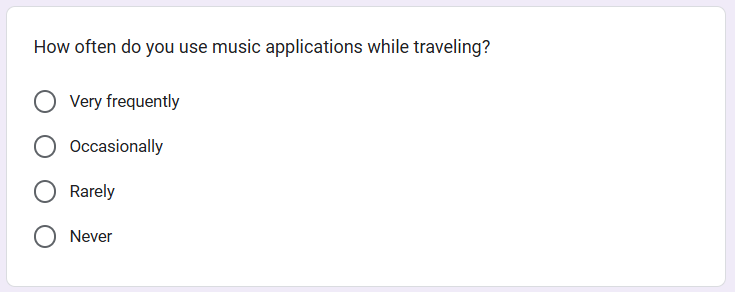 How often do you use music applications while traveling?
Very frequently
Occasionally
Rarely
Never